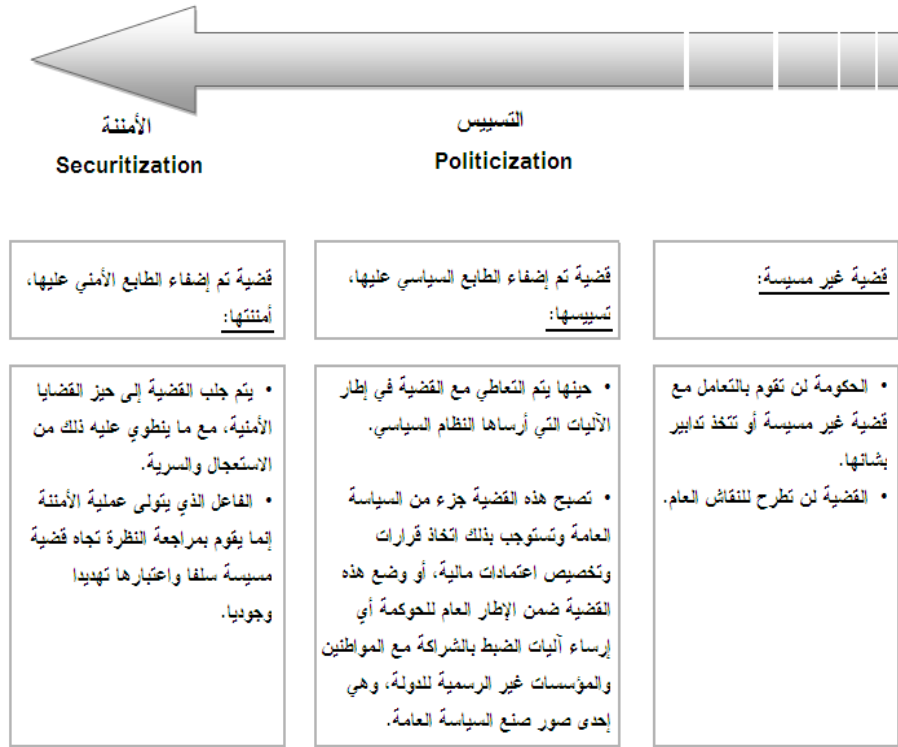 التسييس
Politicization
الأمننة
Securitization
قضية غير مسيسة:
• الحكومة لن تقوم بالتعامل مع
قضية غير مسيسة أو تتخذ تدابير
بشانها.
• القضية لن تطرح للنقاش العام.
قضية تم إضفاء الطابع السياسي عليها،
تسييسها:
• حينها يتم التعاطي مع القضية في إطار
الآليات التي أرساها النظام السياسي.
• تصبح هذه القضية جزء من السياسة
العامة وتستوجب بذلك اتخاذ قرارات
وتخصيص اعتمادات مالية، أو وضع هذه
القضية ضمن الإطار العام للحوكمة أي
إرساء آليات الضبط بالشراكة مع المواطنين
والمؤسسات غير الرسمية للدولة، وهي
إحدى صور صنع السياسة العامة.
قضية تم إضفاء الطابع الأمني عليها،
أمننتها:
• يتم جلب القضية إلى حيز القضايا
الأمنية، مع ما ينطوي عليه ذلك من
الاستعجال والسرية.
• الفاعل الذي يتولى عملية الأمننة
إنما يقوم بمراجعة النظرة تجاه قضية
مسيسة سلفا واعتبارها تهديدا
وجوديا.